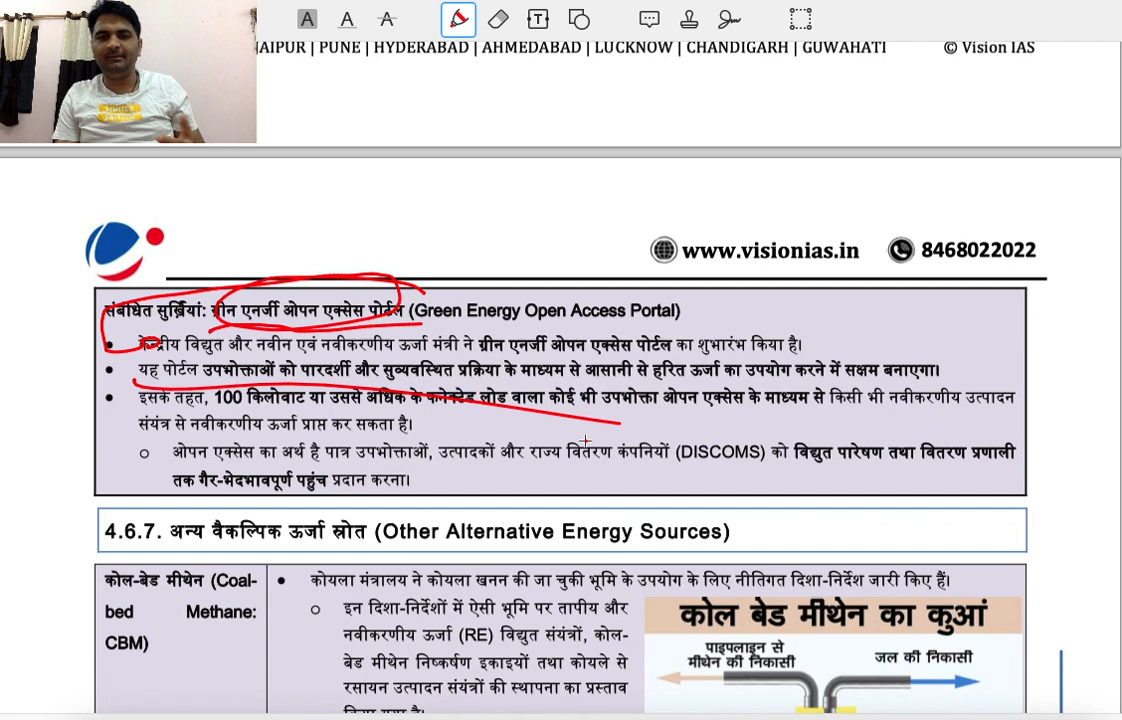 A A A T
JAIPUR | PUNE | HYDERABAD | AHMEDABAD | LUCKNOW | CHANDIGARH | GUWAHATI © Vision IAS
www.visionias.in 8468022022
संबंधित सुर्ख़ियां: ग्रीन एनर्जी ओपन एक्सेस पोर्टल (Green Energy Open Access Portal)
• केन्द्रीय विद्युत और नवीन एवं नवीकरणीय ऊर्जा मंत्री ने ग्रीन एनर्जी ओपन एक्सेस पोर्टल का शुभारंभ किया है।
• यह पोर्टल उपभोक्ताओं को पारदर्शी और सुव्यवस्थित प्रक्रिया के माध्यम से आसानी से हरित ऊर्जा का उपयोग करने में सक्षम बनाएगा।
• इसके तहत, 100 किलोवाट या उससे अधिक के कनेक्टेड लोड वाला कोई भी उपभोक्ता ओपन एक्सेस के माध्यम से किसी भी नवीकरणीय उत्पादन
संयंत्र से नवीकरणीय ऊर्जा प्राप्त कर सकता है।
o ओपन एक्सेस का अर्थ है पात्र उपभोक्ताओं, उत्पादकों और राज्य वितरण कंपनियों (DISCOMS) को विद्युत पारेषण तथा वितरण प्रणाली
तक गैर-भेदभावपूर्ण पहुंच प्रदान करना।
4.6.7. अन्य वैकल्पिक ऊर्जा स्रोत (Other Alternative Energy Sources)
कोल-बेड मीथेन (Coal-
bed Methane:
CBM)
• कोयला मंत्रालय ने कोयला खनन की जा चुकी भूमि के उपयोग के लिए नीतिगत दिशा-निर्देश जारी किए हैं।
o इन दिशा-निर्देशों में ऐसी भूमि पर तापीय और
नवीकरणीय ऊर्जा (RE) विद्युत संयंत्रों, कोल-
बेड मीथेन निष्कर्षण इकाइयों तथा कोयले से
रसायन उत्पादन संयंत्रों की स्थापना का प्रस्ताव
कोल बेड मीथेन का कुआं
पाइपलाइन से
मीथेन की निकासी
जल की निकासी